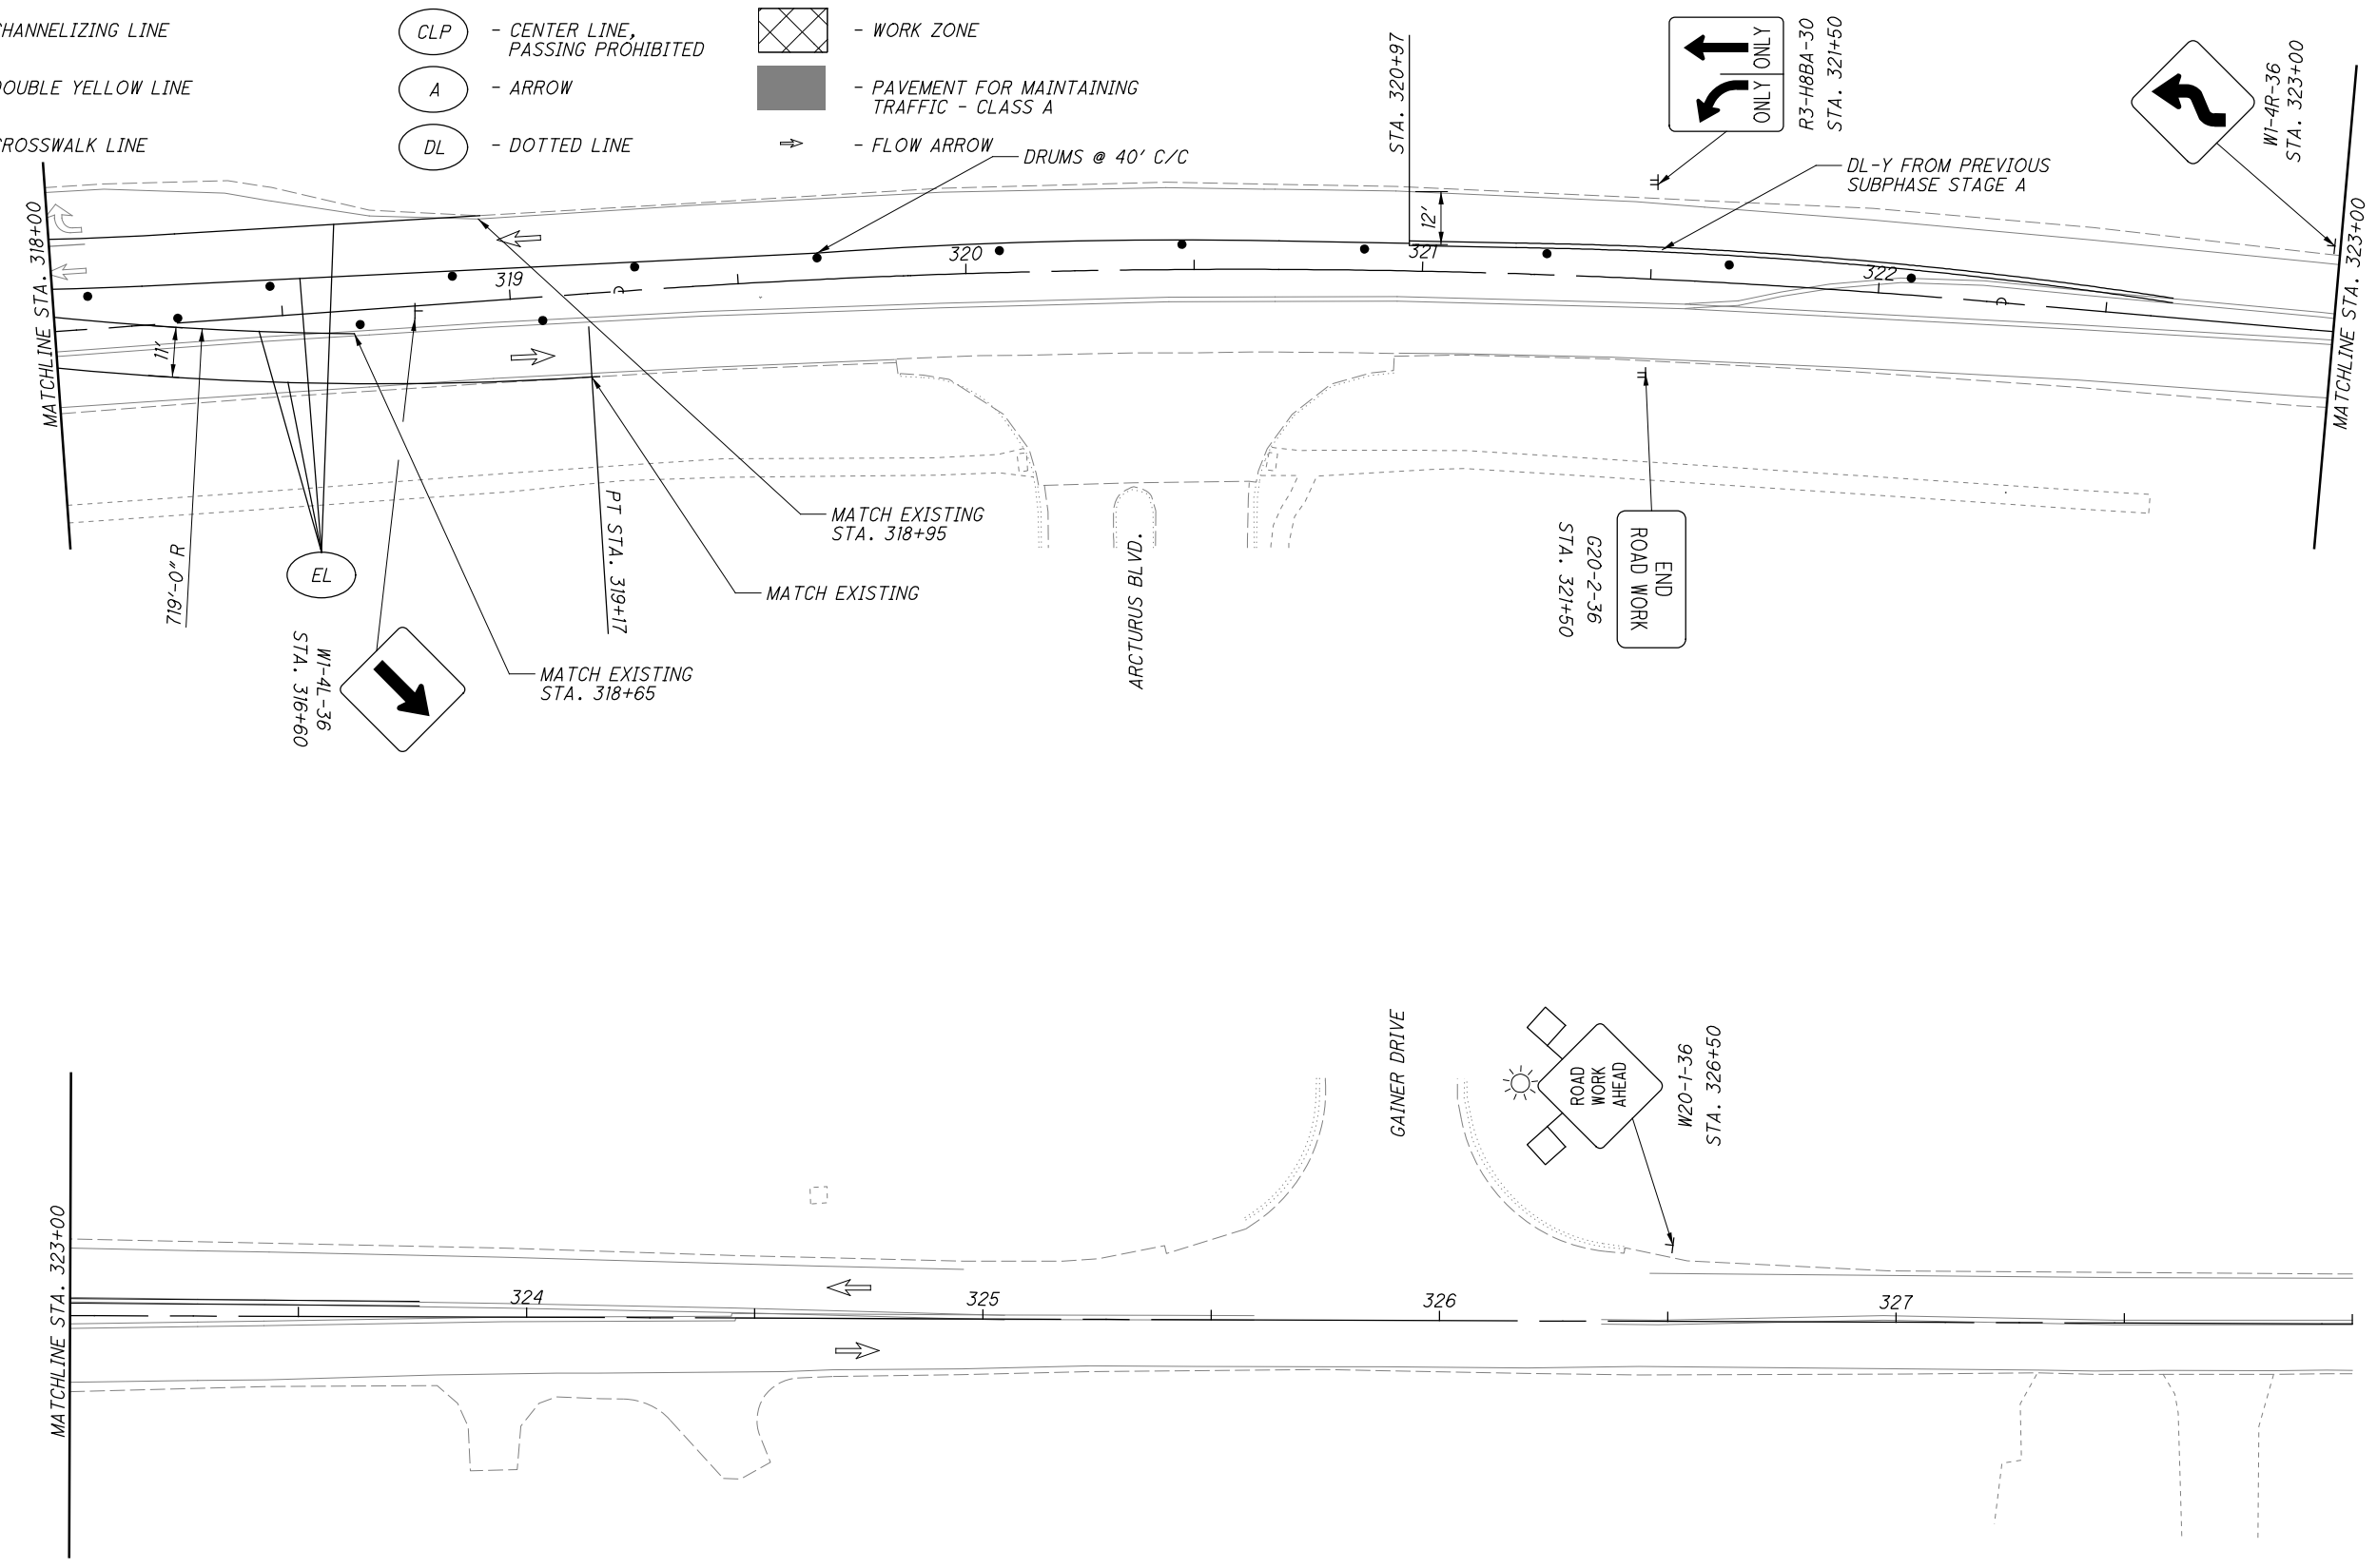 HANNELIZING LINE
OUBLE YELLOW LINE
ROSSWALK LINE
CLP
- CENTER LINE,
PASSING PROHIBITED
A
- ARROW
DL
- DOTTED LINE
- WORK ZONE
- PAVEMENT FOR MAINTAINING
TRAFFIC - CLASS A
- FLOW ARROW
DRUMS @ 40' C/C
STA. 320+97
12'
ONLY ONLY
R3-H8BA-30
STA. 321+50
DL-Y FROM PREVIOUS
SUBPHASE STAGE A
W1-4R-36
STA. 323+00
MATCHLINE STA. 318+00
MATCHLINE STA. 323+00
319
320
321
322
11'
719'-0" R
EL
W1-4L-36
STA. 316+60
PT STA. 319+17
MATCH EXISTING
STA. 318+95
MATCH EXISTING
MATCH EXISTING
STA. 318+65
ARCTURUS BLVD.
END
ROAD WORK
G20-2-36
STA. 321+50
MATCHLINE STA. 323+00
GAINER DRIVE
ROAD
WORK
AHEAD
W20-1-36
STA. 326+50
324
325
326
327